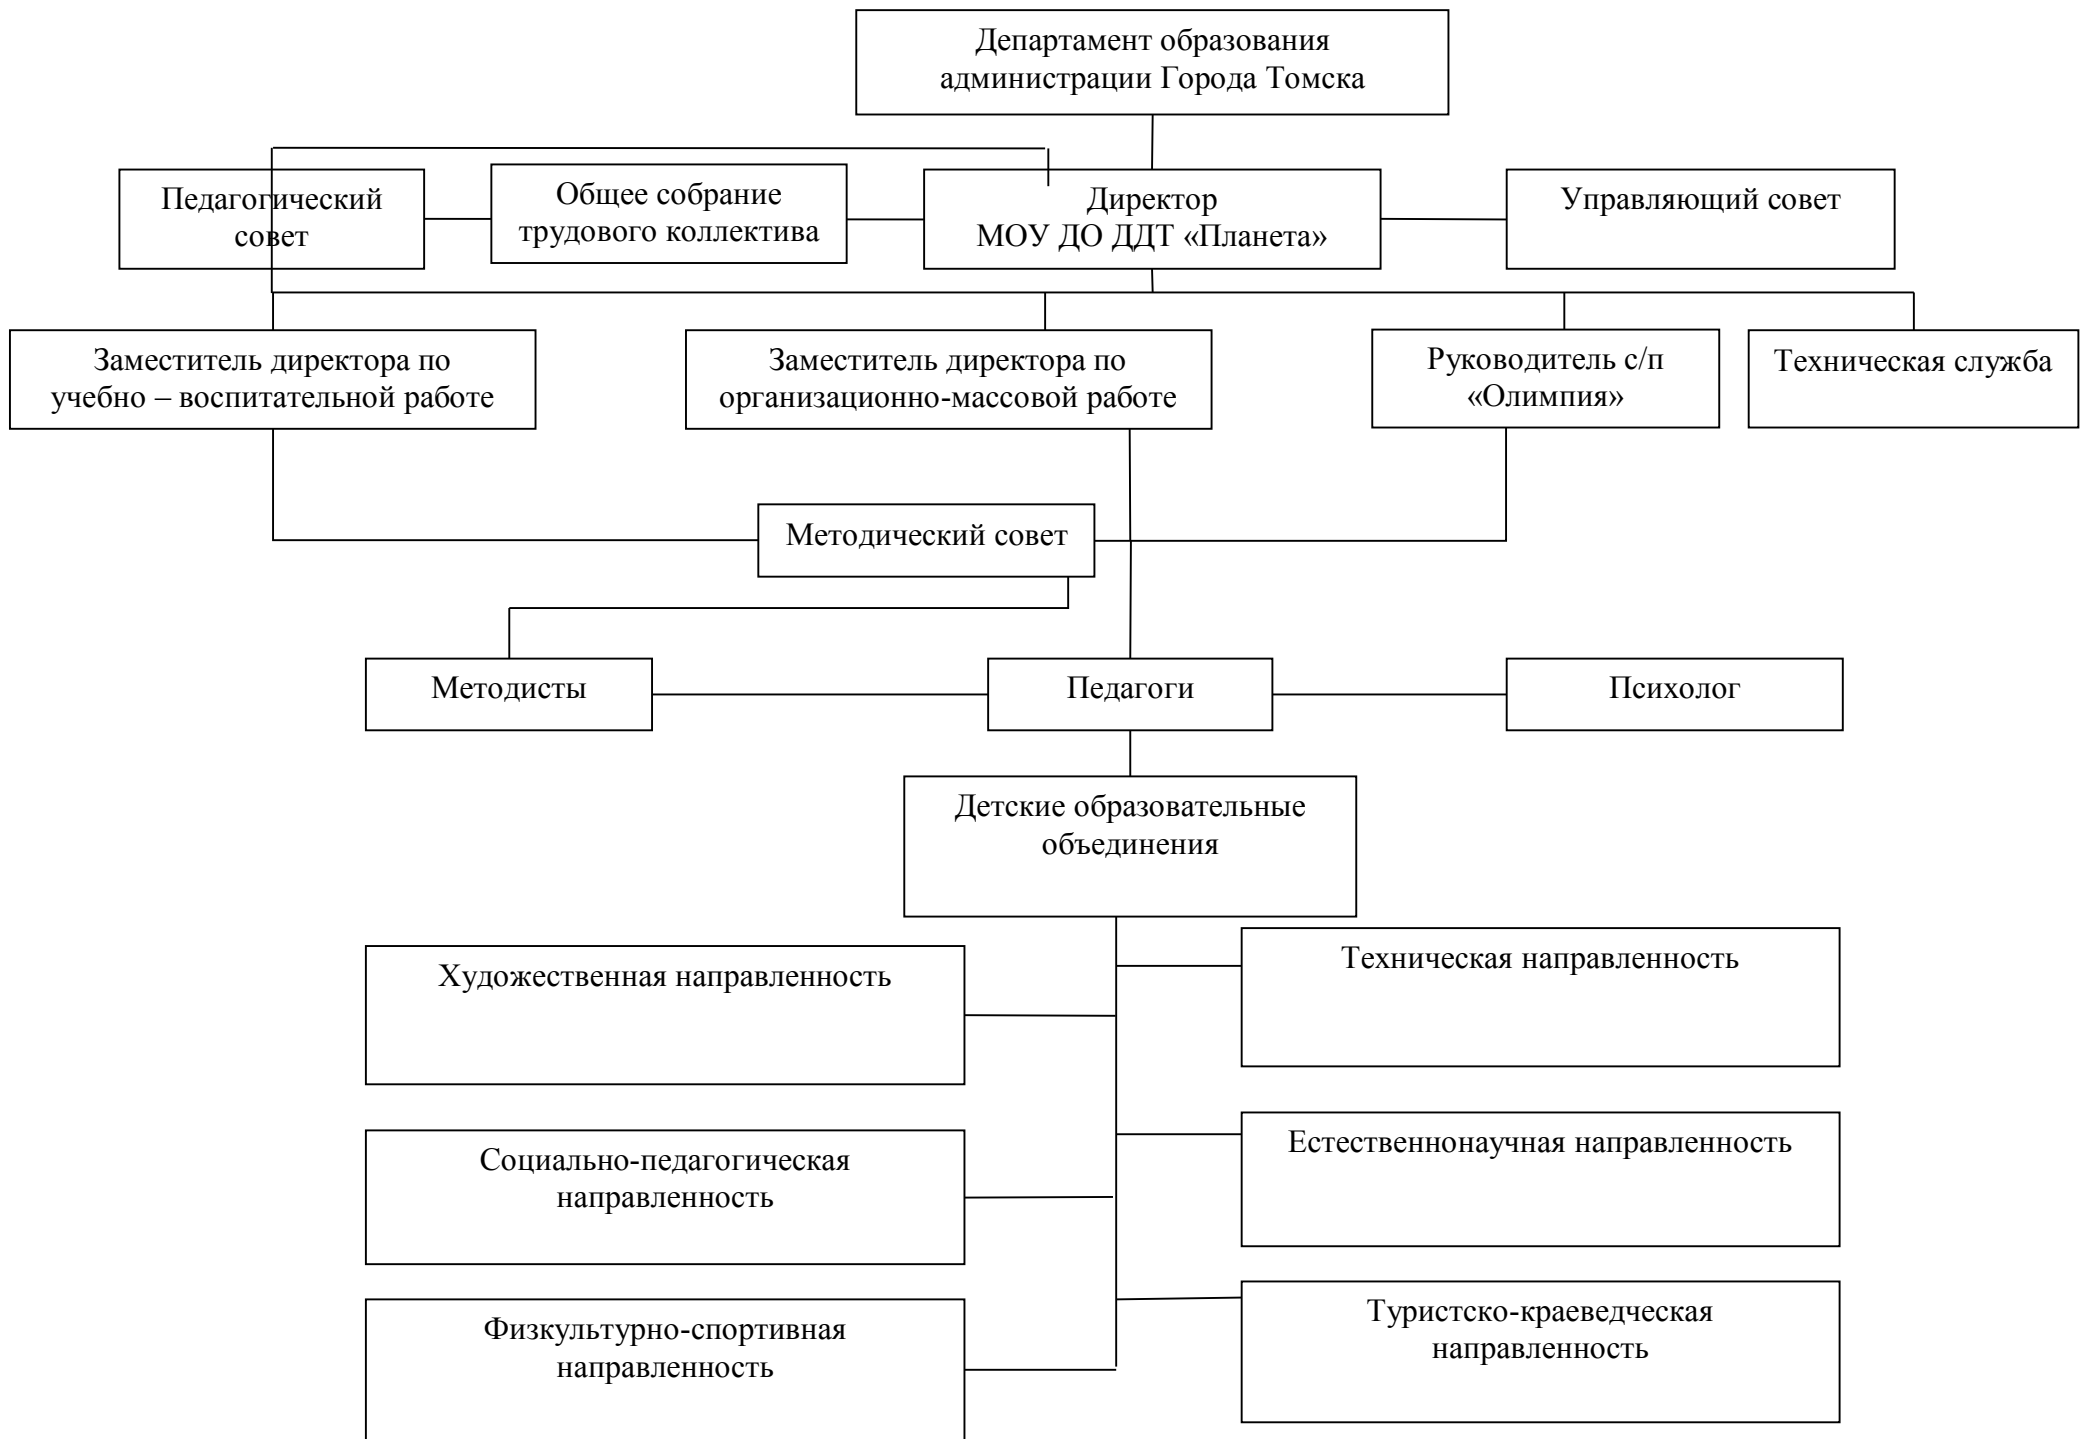 Департамент образования
администрации Города Томска
Педагогический
совет
Общее собрание
трудового коллектива
Директор
МОУ ДО ДДТ «Планета»
Управляющий совет
Заместитель директора по
учебно – воспитательной работе
Заместитель директора по
организационно-массовой работе
Руководитель с/п
«Олимпия»
Техническая служба
Методический совет
Методисты
Педагоги
Психолог
Детские образовательные
объединения
Художественная направленность
Техническая направленность
Социально-педагогическая
направленность
Естественнонаучная направленность
Физкультурно-спортивная
направленность
Туристско-краеведческая
направленность